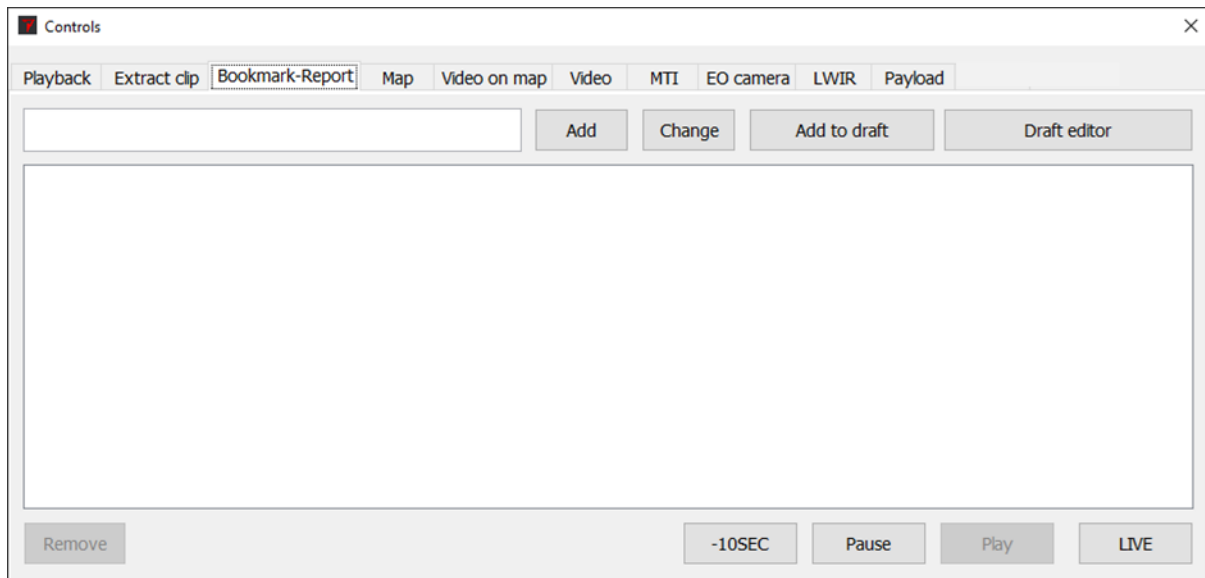 Controls
Playback Extract clip Bookmark-Report Map Video on map Video MTI EO camera LWIR Payload
Add Change Add to draft Draft editor
Remove -10SEC Pause Play LIVE